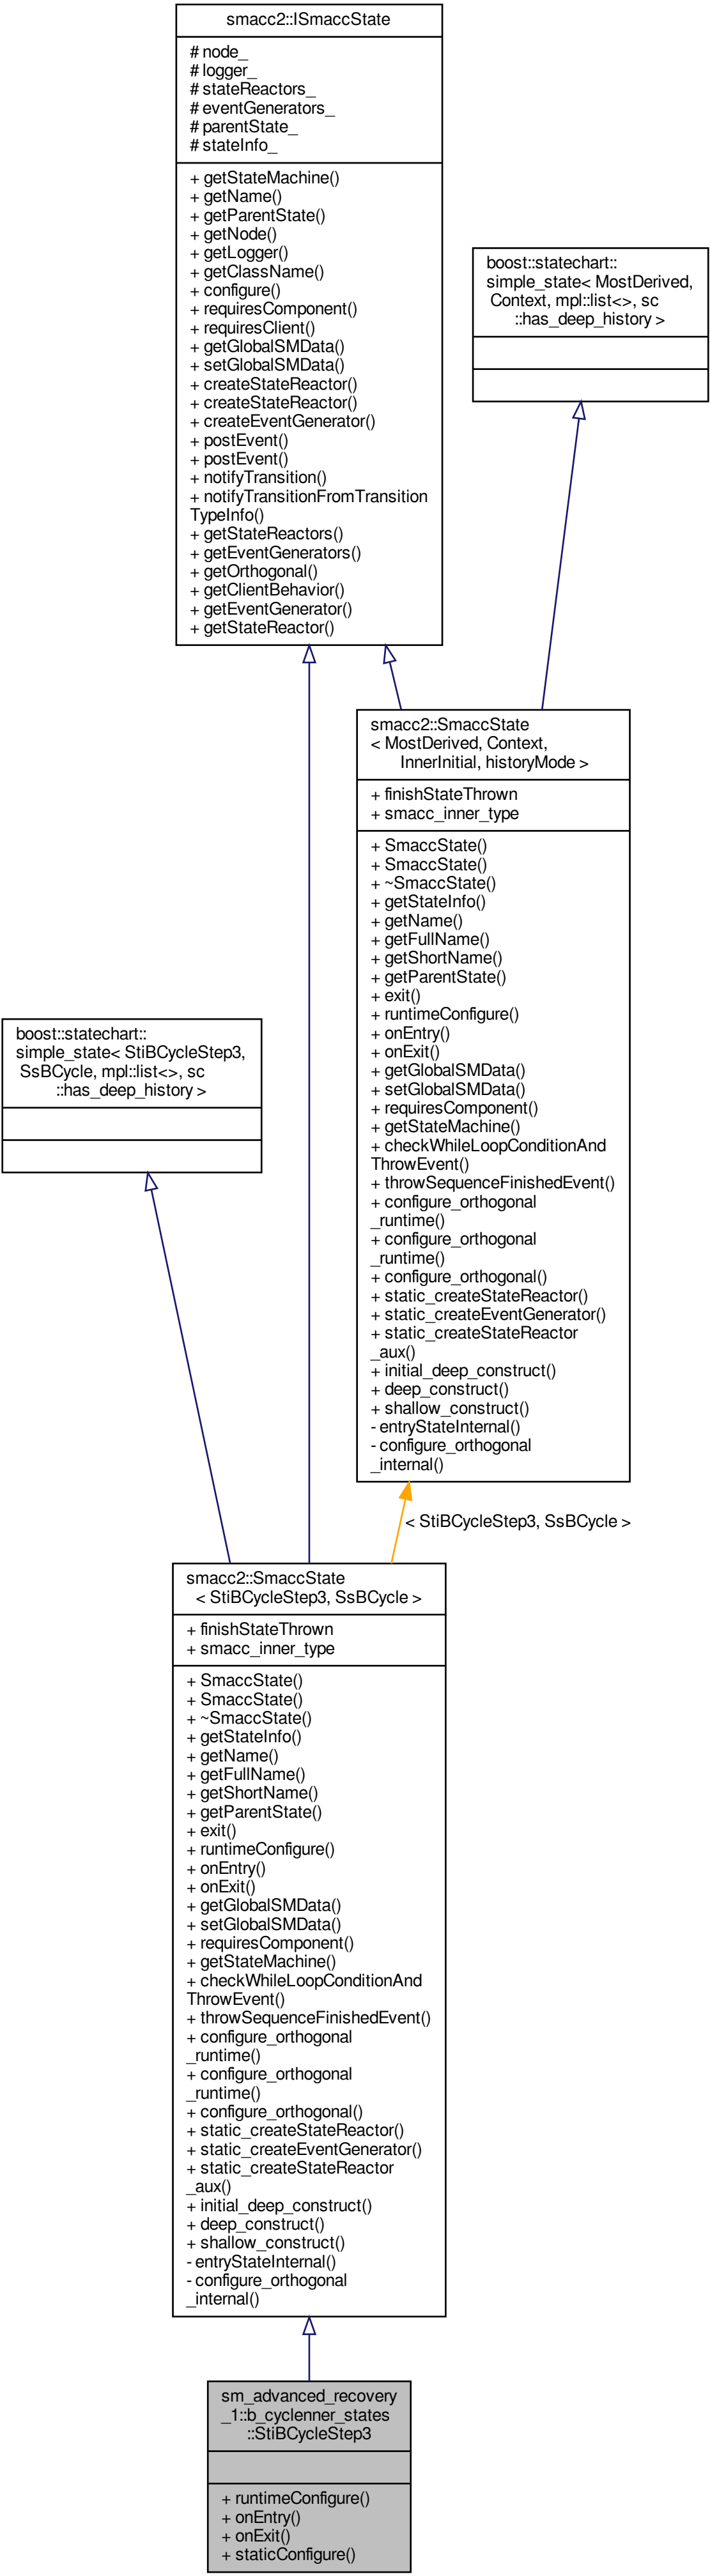 smacc2::ISmaccState
# node_
# logger_
# stateReactors_
# eventGenerators_
# parentState_
# stateInfo_
+ getStateMachine()
+ getName()
+ getParentState()
+ getNode()
+ getLogger()
+ getClassName()
+ configure()
+ requiresComponent()
+ requiresClient()
+ getGlobalSMData()
+ setGlobalSMData()
+ createStateReactor()
+ createStateReactor()
+ createEventGenerator()
+ postEvent()
+ postEvent()
+ notifyTransition()
+ notifyTransitionFromTransition
TypeInfo()
+ getStateReactors()
+ getEventGenerators()
+ getOrthogonal()
+ getClientBehavior()
+ getEventGenerator()
+ getStateReactor()
boost::statechart::
simple_state< MostDerived,
Context, mpl::list<>, sc
::has_deep_history >
smacc2::SmaccState
< MostDerived, Context,
InnerInitial, historyMode >
+ finishStateThrown
+ smacc_inner_type
+ SmaccState()
+ SmaccState()
+ ~SmaccState()
+ getStateInfo()
+ getName()
+ getFullName()
+ getShortName()
+ getParentState()
+ exit()
+ runtimeConfigure()
+ onEntry()
+ onExit()
+ getGlobalSMData()
+ setGlobalSMData()
+ requiresComponent()
+ getStateMachine()
+ checkWhileLoopConditionAnd
ThrowEvent()
+ throwSequenceFinishedEvent()
+ configure_orthogonal
_runtime()
+ configure_orthogonal
_runtime()
+ configure_orthogonal()
+ static_createStateReactor()
+ static_createEventGenerator()
+ static_createStateReactor
_aux()
+ initial_deep_construct()
+ deep_construct()
+ shallow_construct()
- entryStateInternal()
- configure_orthogonal
_internal()
boost::statechart::
simple_state< StiBCycleStep3,
SsBCycle, mpl::list<>, sc
::has_deep_history >
< StiBCycleStep3, SsBCycle >
smacc2::SmaccState
< StiBCycleStep3, SsBCycle >
+ finishStateThrown
+ smacc_inner_type
+ SmaccState()
+ SmaccState()
+ ~SmaccState()
+ getStateInfo()
+ getName()
+ getFullName()
+ getShortName()
+ getParentState()
+ exit()
+ runtimeConfigure()
+ onEntry()
+ onExit()
+ getGlobalSMData()
+ setGlobalSMData()
+ requiresComponent()
+ getStateMachine()
+ checkWhileLoopConditionAnd
ThrowEvent()
+ throwSequenceFinishedEvent()
+ configure_orthogonal
_runtime()
+ configure_orthogonal
_runtime()
+ configure_orthogonal()
+ static_createStateReactor()
+ static_createEventGenerator()
+ static_createStateReactor
_aux()
+ initial_deep_construct()
+ deep_construct()
+ shallow_construct()
- entryStateInternal()
- configure_orthogonal
_internal()
sm_advanced_recovery
_1::b_cyclenner_states
::StiBCycleStep3
+ runtimeConfigure()
+ onEntry()
+ onExit()
+ staticConfigure()